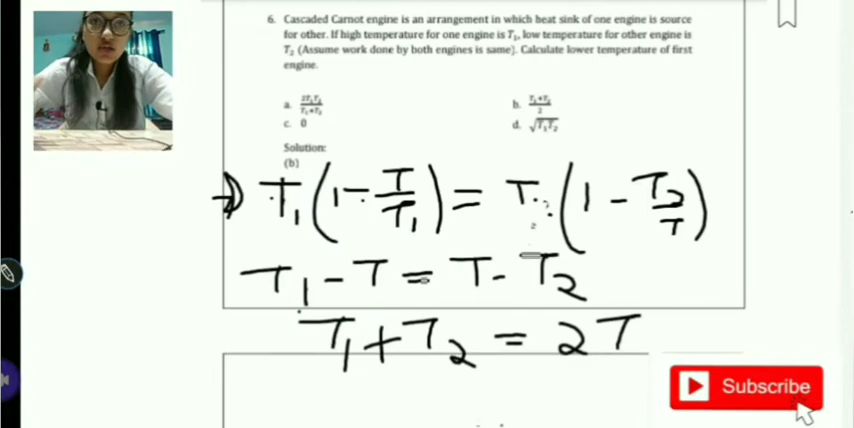 6. Cascaded Carnot engine is an arrangement in which heat sink of one engine is source
for other. If high temperature for one engine is T₁, low temperature for other engine is
T₂ (Assume work done by both engines is same). Calculate lower temperature of first
engine.
a. 2T₁T₂/T₁+T₂
b. T₁+T₂/2
c. 0
d. √T₁T₂
Solution:
(b)
⇒ T₁(1-T/T₁) = T(1-T₂/T)
T₁-T = T-T₂
T₁+T₂ = 2T
Subscribe